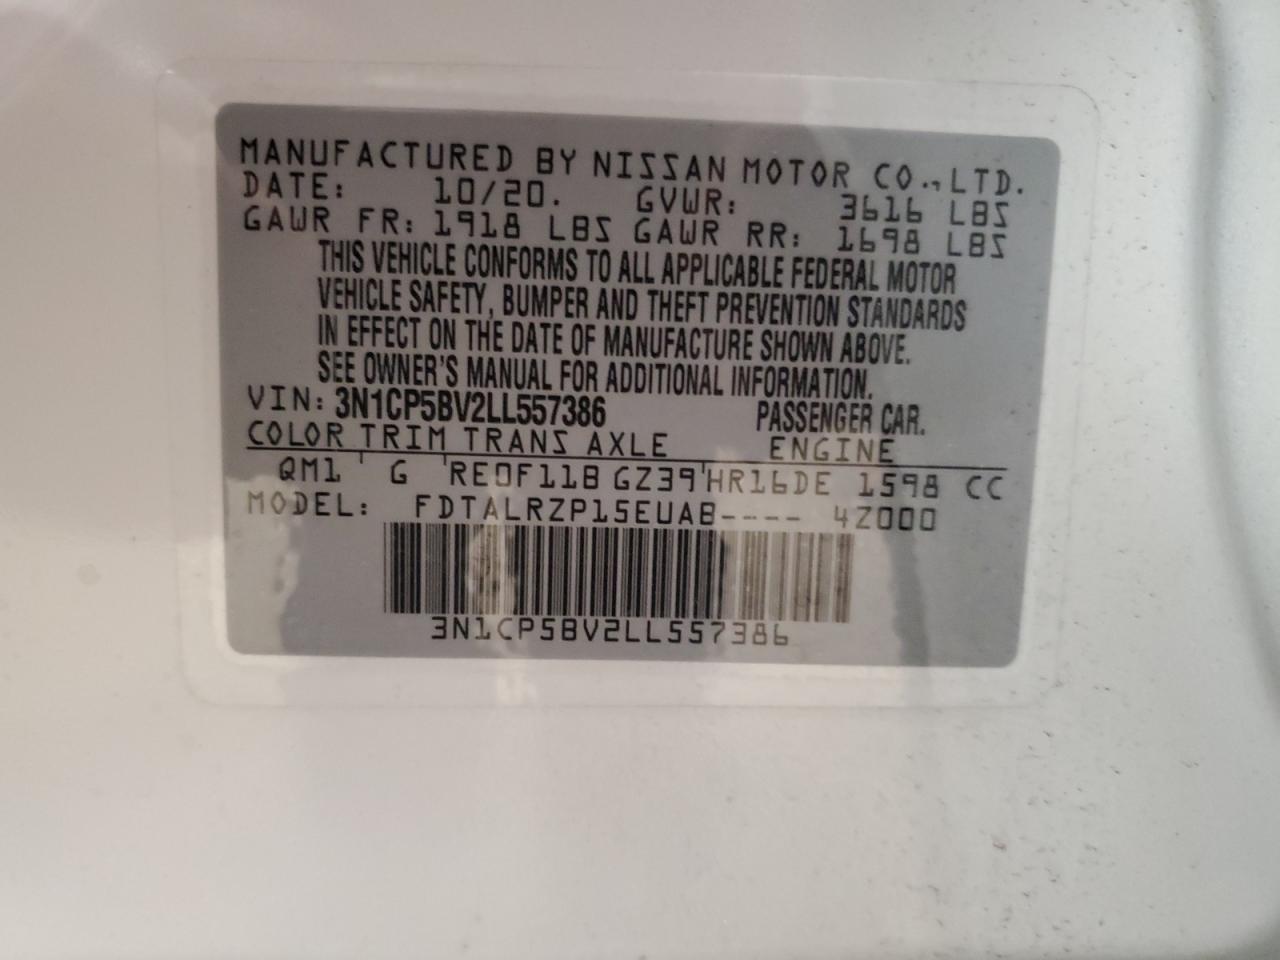 MANUFACTURED BY NISSAN MOTOR CO.,LTD.
DATE: 10/20. GVWR: 3616 LBS
GAWR FR: 1918 LBS GAWR RR: 1698 LBS
THIS VEHICLE CONFORMS TO ALL APPLICABLE FEDERAL MOTOR
VEHICLE SAFETY, BUMPER AND THEFT PREVENTION STANDARDS
IN EFFECT ON THE DATE OF MANUFACTURE SHOWN ABOVE.
SEE OWNER'S MANUAL FOR ADDITIONAL INFORMATION.
VIN: 3N1CP5BV2LL557386 PASSENGER CAR.
COLOR TRIM TRANS AXLE ENGINE
QM1 ' G 'RE0F11B GZ39'HR16DE 1598 CC
MODEL: FDTALRZP15EUAB---- 4Z000
3N1CP5BV2LL557386